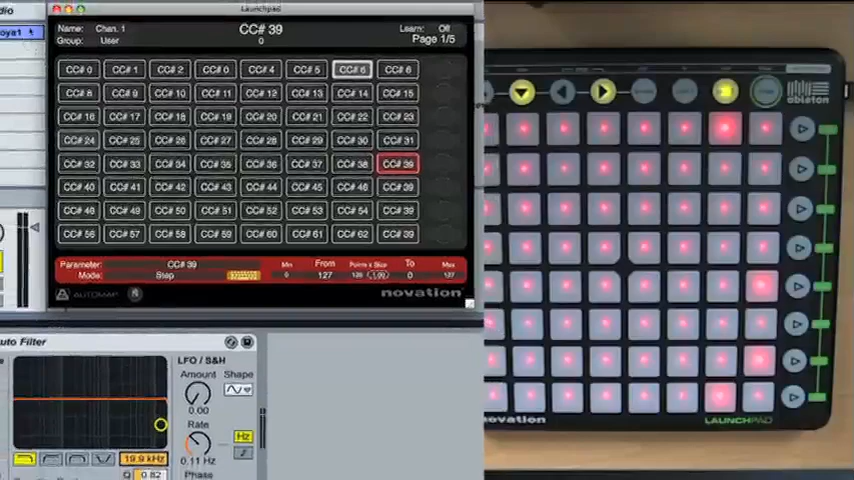 Launchpad
Name: Chan. 1
CC# 39
Learn: Off
Group: User
0
Page 1/5
CC# 0 CC# 1 CC# 2 CC# 0 CC# 4 CC# 5 CC# 6 CC# 6
CC# 8 CC# 9 CC# 10 CC# 11 CC# 12 CC# 13 CC# 14 CC# 15
CC# 16 CC# 17 CC# 18 CC# 19 CC# 20 CC# 21 CC# 22 CC# 23
CC# 24 CC# 25 CC# 26 CC# 27 CC# 28 CC# 29 CC# 30 CC# 31
CC# 32 CC# 33 CC# 34 CC# 35 CC# 36 CC# 37 CC# 38 CC# 39
CC# 40 CC# 41 CC# 42 CC# 43 CC# 44 CC# 45 CC# 46 CC# 39
CC# 48 CC# 49 CC# 50 CC# 51 CC# 52 CC# 53 CC# 54 CC# 39
CC# 56 CC# 57 CC# 58 CC# 59 CC# 60 CC# 61 CC# 62 CC# 39
Parameter: CC# 39 Min From Points x Size To Max
Mode: Step 0 127 128 1.00 0 127
AUTOMAP novation
uto Filter
LFO / S&H
Amount Shape
0.00
Rate
Hz
0.11 Hz
19.9 kHz
Phase
Q 0.82
ableton
novation LAUNCHPAD